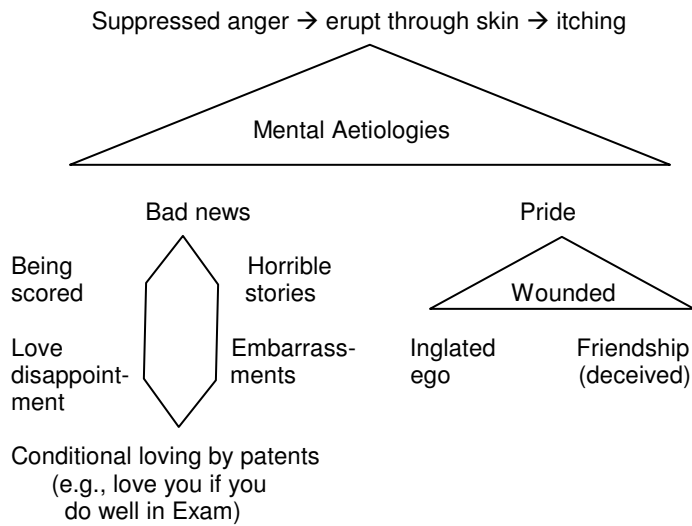 Suppressed anger → erupt through skin → itching
Mental Aetiologies
Bad news
Pride
Being
scored
Horrible
stories
Wounded
Love
disappoint-
ment
Embarrass-
ments
Inglated
ego
Friendship
(deceived)
Conditional loving by patents
(e.g., love you if you
do well in Exam)